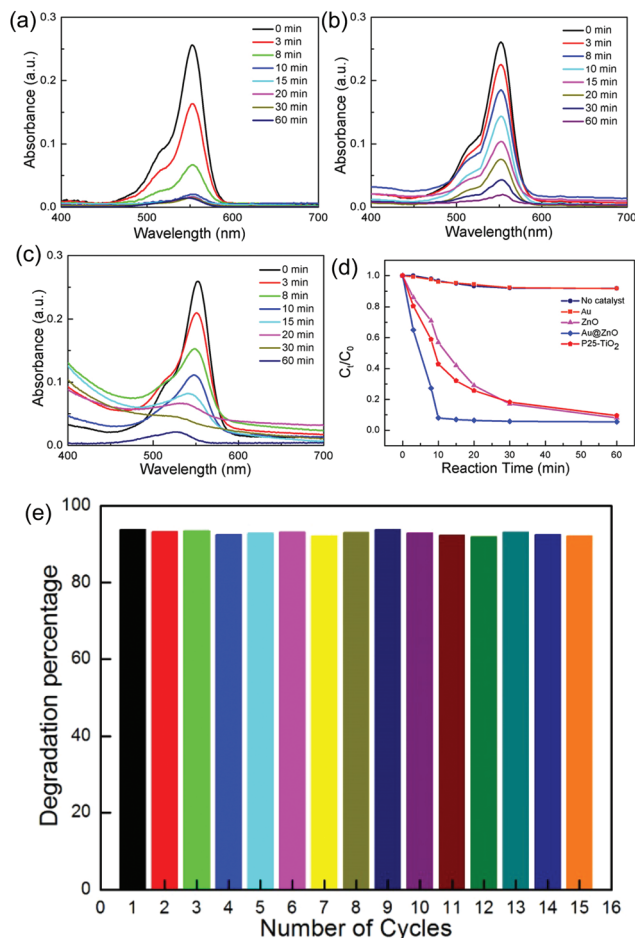 (a)
0.3
0.2
0.1
0.0
Absorbance (a.u.)
400
500
600
700
Wavelength (nm)
0 min
3 min
8 min
10 min
15 min
20 min
30 min
60 min
(b)
0.3
0.2
0.1
0.0
Absorbance (a.u.)
400
500
600
700
Wavelength(nm)
0 min
3 min
8 min
10 min
15 min
20 min
30 min
60 min
(c)
0.3
0.2
0.1
0.0
Absorbance (a.u.)
400
500
600
700
Wavelength (nm)
0 min
3 min
8 min
10 min
15 min
20 min
30 min
60 min
(d)
1.0
0.8
0.6
0.4
0.2
0.0
Ct/C0
0
10
20
30
40
50
60
Reaction Time (min)
No catalyst
Au
ZnO
Au@ZnO
P25-TiO2
(e)
100
80
60
40
20
0
Degradation percentage
0 1 2 3 4 5 6 7 8 9 10 11 12 13 14 15 16
Number of Cycles